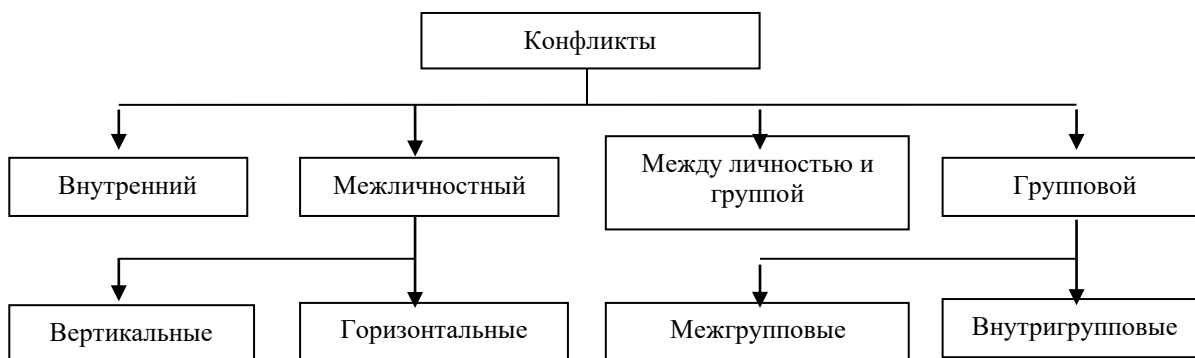 Конфликты
Внутренний
Межличностный
Между личностью и
группой
Групповой
Вертикальные
Горизонтальные
Межгрупповые
Внутригрупповые